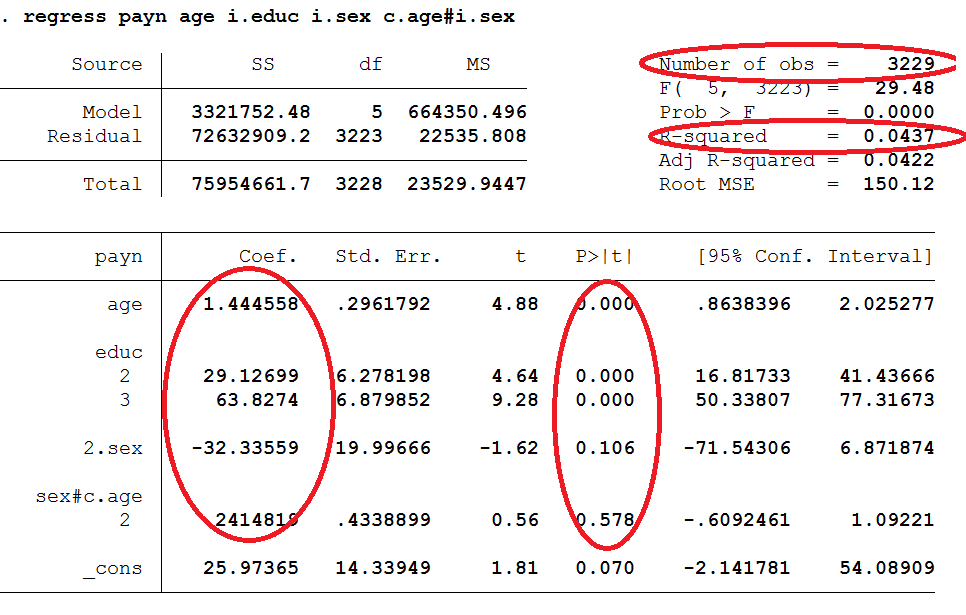 . regress payn age i.educ i.sex c.age#i.sex
Source SS df MS Number of obs = 3229
F( 5, 3223) = 29.48
Model 3321752.48 5 664350.496 Prob > F = 0.0000
Residual 72632909.2 3223 22535.808 R-squared = 0.0437
Adj R-squared = 0.0422
Total 75954661.7 3228 23529.9447 Root MSE = 150.12
payn Coef. Std. Err. t P>|t| [95% Conf. Interval]
age 1.444558 .2961792 4.88 0.000 .8638396 2.025277
educ
2 29.12699 6.278198 4.64 0.000 16.81733 41.43666
3 63.8274 6.879852 9.28 0.000 50.33807 77.31673
2.sex -32.33559 19.99666 -1.62 0.106 -71.54306 6.871874
sex#c.age
2 .2414819 .4338899 0.56 0.578 -.6092461 1.09221
_cons 25.97365 14.33949 1.81 0.070 -2.141781 54.08909